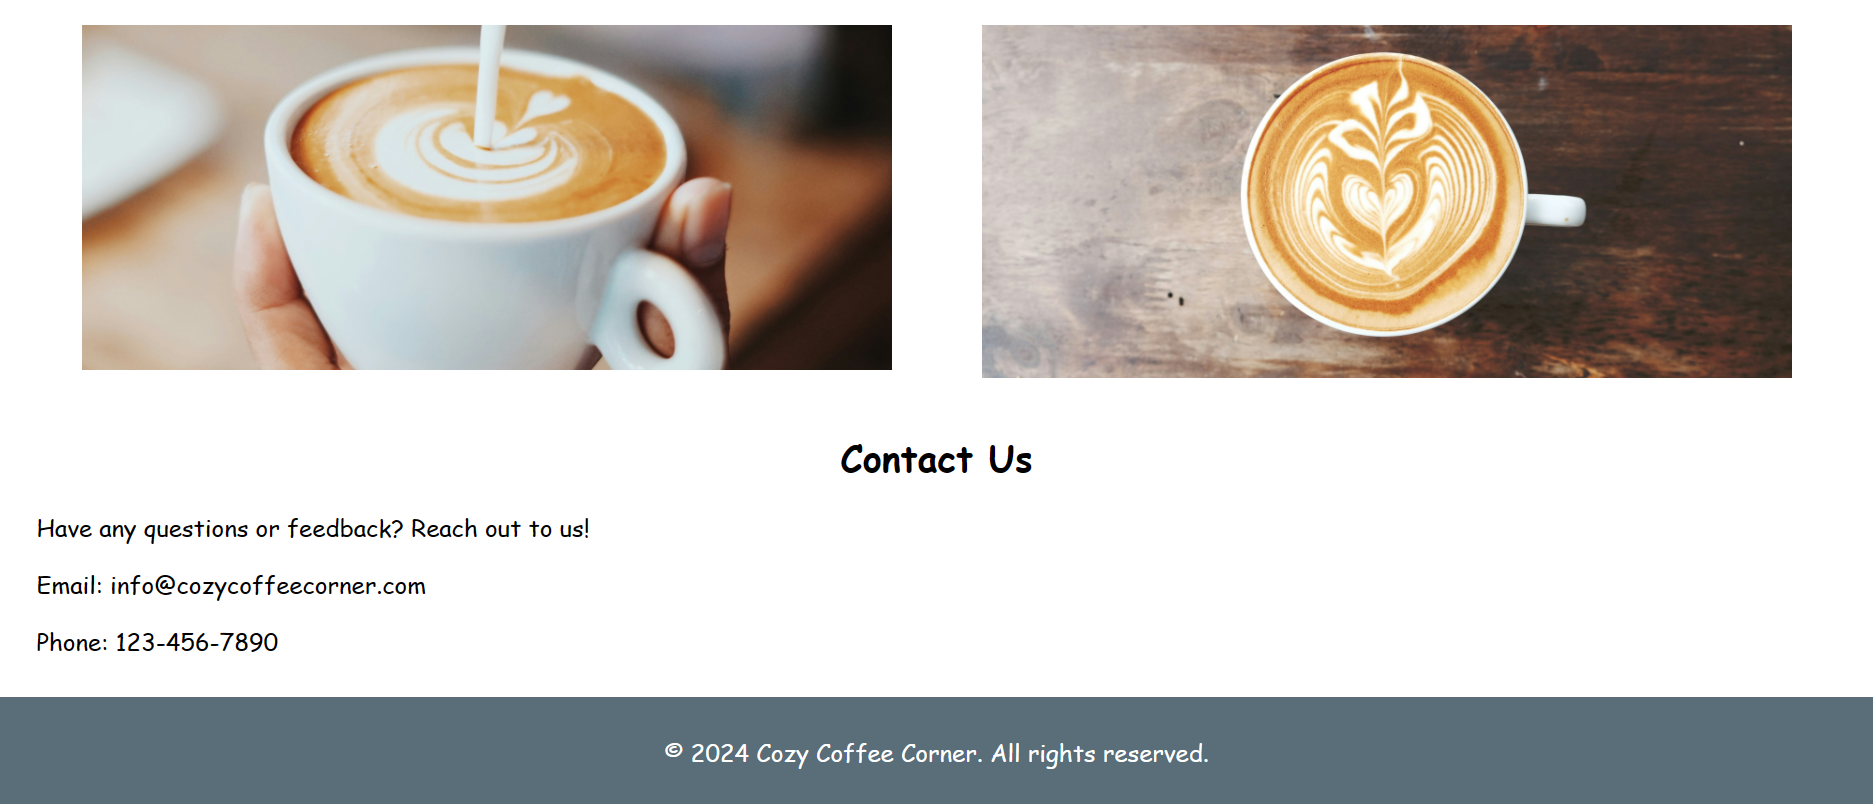 Contact Us
Have any questions or feedback? Reach out to us!
Email: info@cozycoffeecorner.com
Phone: 123-456-7890
© 2024 Cozy Coffee Corner. All rights reserved.